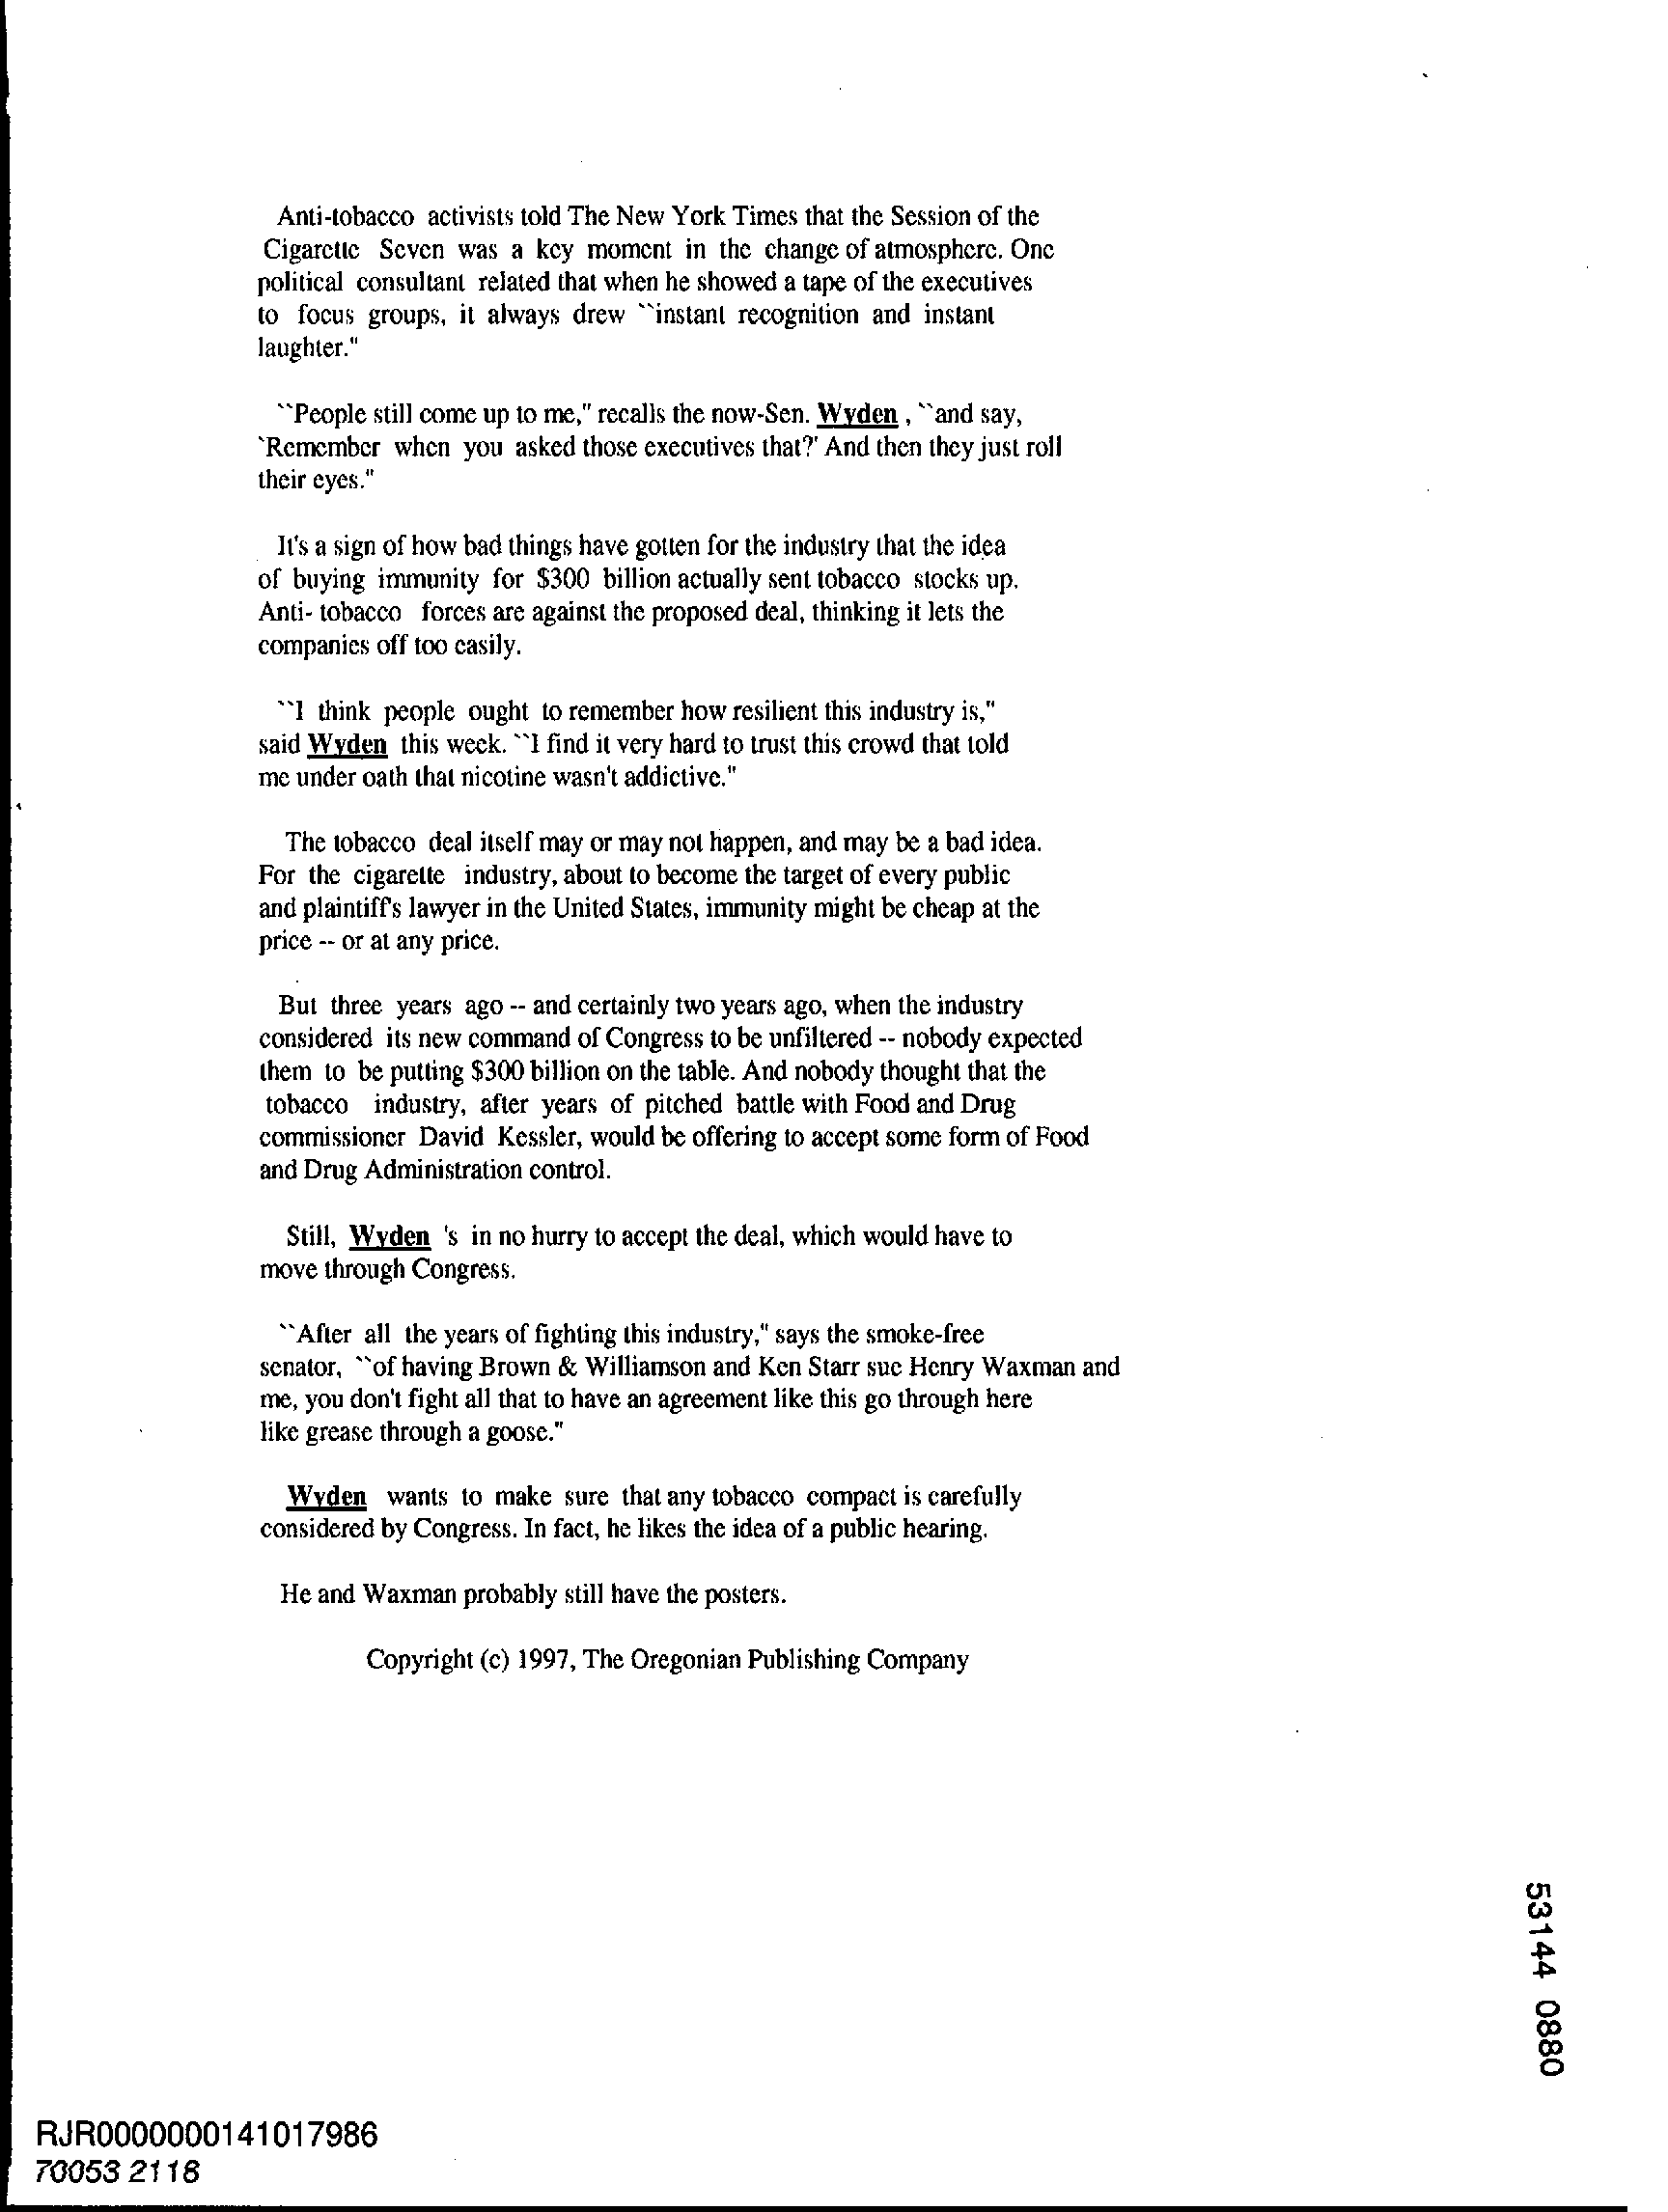 Anti-tobacco activists told The New York Times that the Session of the
Cigarette Seven was a key moment in the change of atmosphere. One
political consultant related that when he showed a tape of the executives
to focus groups, it always drew ``instant recognition and instant
laughter."
``People still come up to me," recalls the now-Sen. Wyden , ``and say,
`Remember when you asked those executives that?' And then they just roll
their eyes."
It's a sign of how bad things have gotten for the industry that the idea
of buying immunity for $300 billion actually sent tobacco stocks up.
Anti- tobacco forces are against the proposed deal, thinking it lets the
companies off too easily.
``I think people ought to remember how resilient this industry is,"
said Wyden this week. ``I find it very hard to trust this crowd that told
me under oath that nicotine wasn't addictive."
The tobacco deal itself may or may not happen, and may be a bad idea.
For the cigarette industry, about to become the target of every public
and plaintiff's lawyer in the United States, immunity might be cheap at the
price -- or at any price.
But three years ago -- and certainly two years ago, when the industry
considered its new command of Congress to be unfiltered -- nobody expected
them to be putting $300 billion on the table. And nobody thought that the
tobacco industry, after years of pitched battle with Food and Drug
commissioner David Kessler, would be offering to accept some form of Food
and Drug Administration control.
Still, Wyden 's in no hurry to accept the deal, which would have to
move through Congress.
``After all the years of fighting this industry," says the smoke-free
senator, ``of having Brown & Williamson and Ken Starr sue Henry Waxman and
me, you don't fight all that to have an agreement like this go through here
like grease through a goose."
Wyden wants to make sure that any tobacco compact is carefully
considered by Congress. In fact, he likes the idea of a public hearing.
He and Waxman probably still have the posters.
Copyright (c) 1997, The Oregonian Publishing Company
53144 0880
RJR0000000141017986
70053 2118